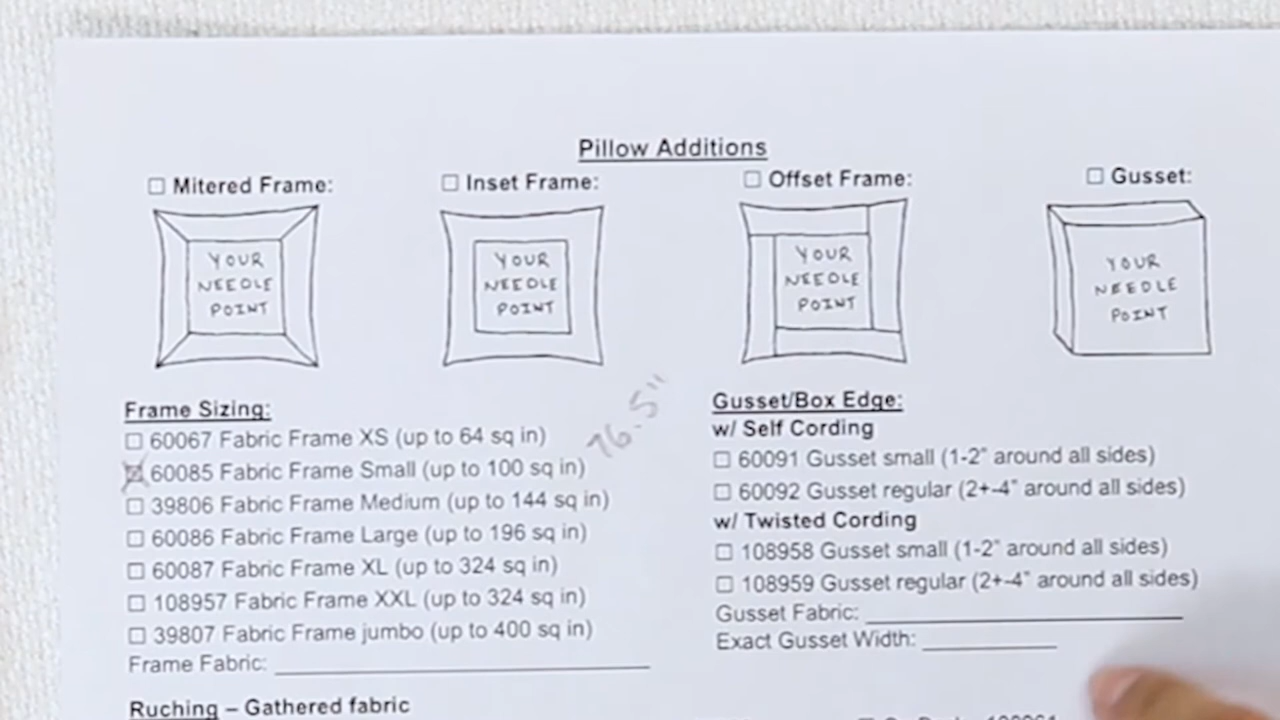 Pillow Additions
☐ Mitered Frame:
☐ Inset Frame:
☐ Offset Frame:
☐ Gusset:
YOUR
NEEDLE
POINT
YOUR
NEEDLE
POINT
YOUR
NEEDLE
POINT
YOUR
NEEDLE
POINT
76.5"
Frame Sizing:
☐ 60067 Fabric Frame XS (up to 64 sq in)
☒ 60085 Fabric Frame Small (up to 100 sq in)
☐ 39806 Fabric Frame Medium (up to 144 sq in)
☐ 60086 Fabric Frame Large (up to 196 sq in)
☐ 60087 Fabric Frame XL (up to 324 sq in)
☐ 108957 Fabric Frame XXL (up to 324 sq in)
☐ 39807 Fabric Frame jumbo (up to 400 sq in)
Frame Fabric:
Gusset/Box Edge:
w/ Self Cording
☐ 60091 Gusset small (1-2" around all sides)
☐ 60092 Gusset regular (2+-4" around all sides)
w/ Twisted Cording
☐ 108958 Gusset small (1-2" around all sides)
☐ 108959 Gusset regular (2+-4" around all sides)
Gusset Fabric:
Exact Gusset Width:
Ruching – Gathered fabric